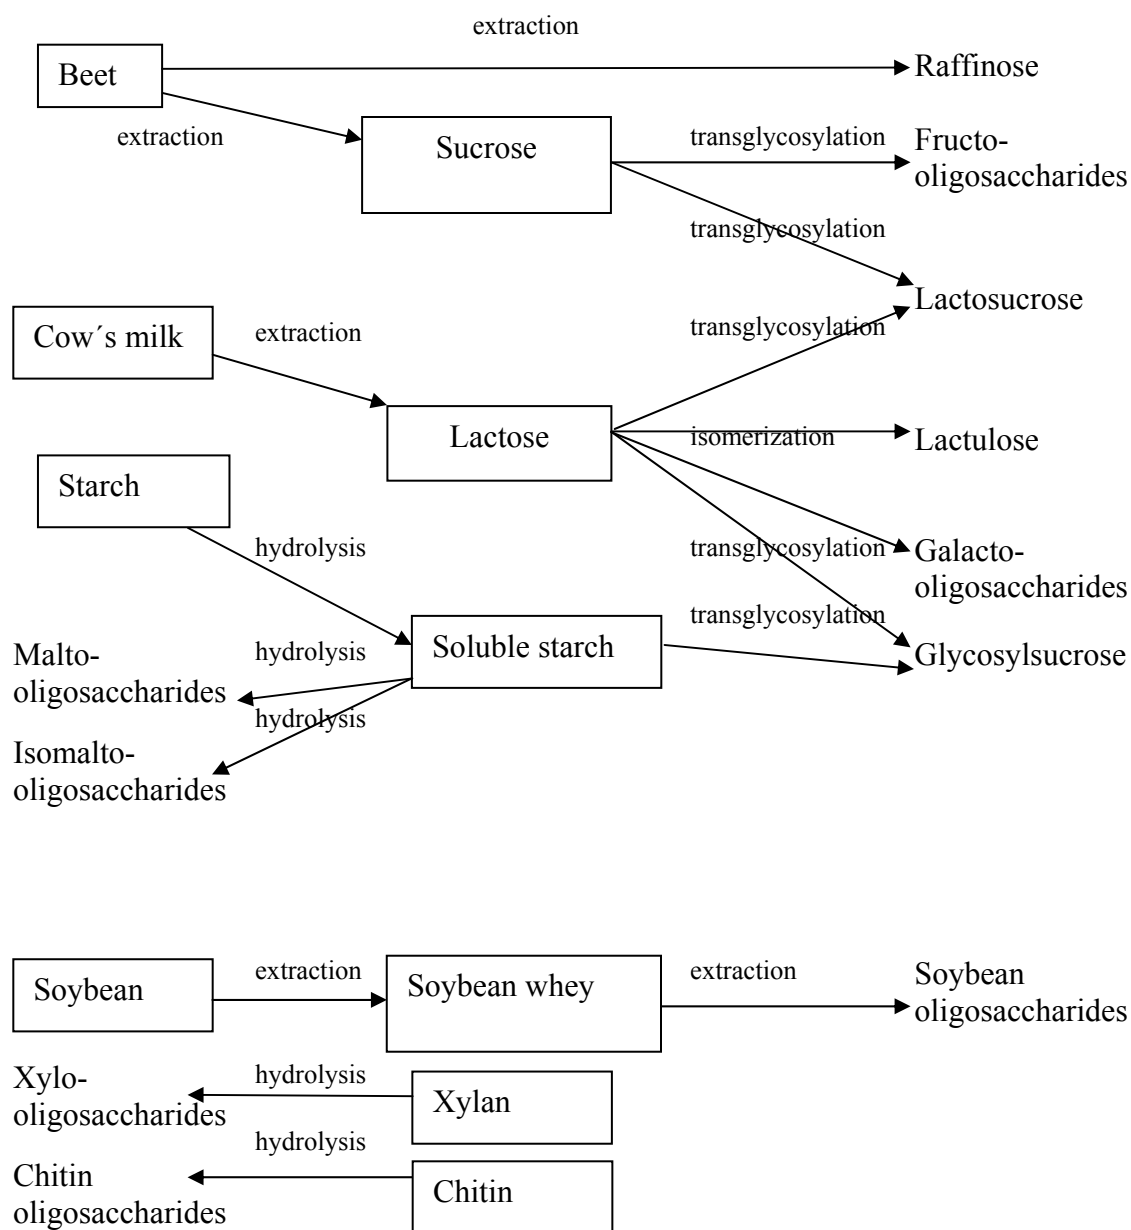 extraction
Beet
Raffinose
extraction
Sucrose
transglycosylation
Fructo-
oligosaccharides
transglycosylation
Lactosucrose
Cow´s milk
extraction
transglycosylation
Lactose
isomerization
Lactulose
Starch
hydrolysis
transglycosylation
Galacto-
oligosaccharides
transglycosylation
Soluble starch
Glycosylsucrose
Malto-
oligosaccharides
hydrolysis
hydrolysis
Isomalto-
oligosaccharides
Soybean
extraction
Soybean whey
extraction
Soybean
oligosaccharides
Xylo-
oligosaccharides
hydrolysis
Xylan
hydrolysis
Chitin
oligosaccharides
Chitin